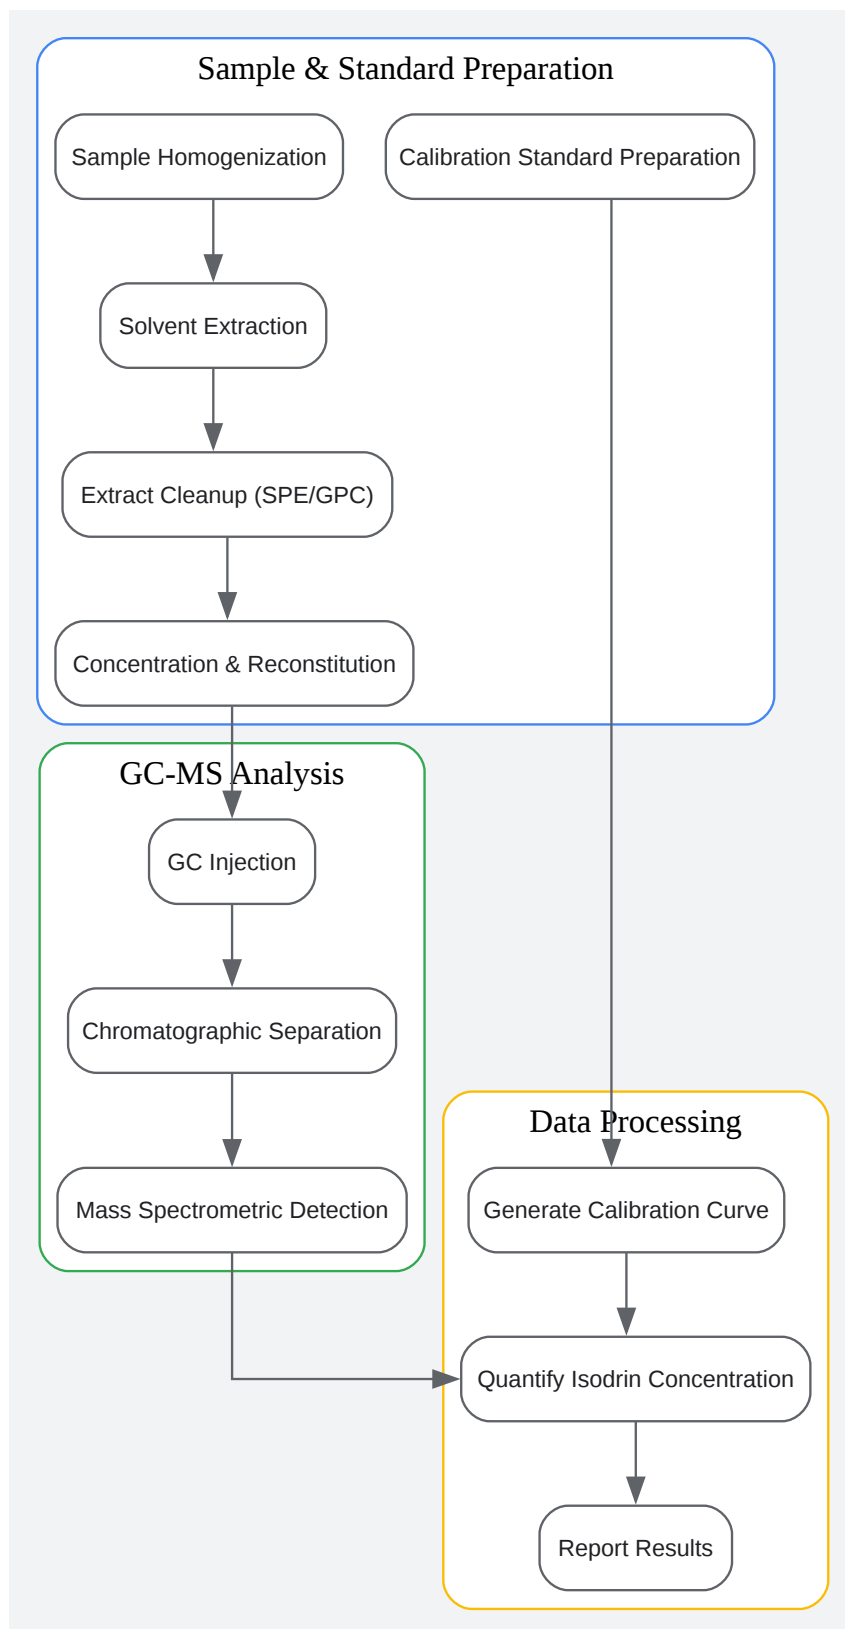 Sample & Standard Preparation
Sample Homogenization
Calibration Standard Preparation
Solvent Extraction
Extract Cleanup (SPE/GPC)
Concentration & Reconstitution
GC-MS Analysis
GC Injection
Chromatographic Separation
Mass Spectrometric Detection
Data Processing
Generate Calibration Curve
Quantify Isodrin Concentration
Report Results